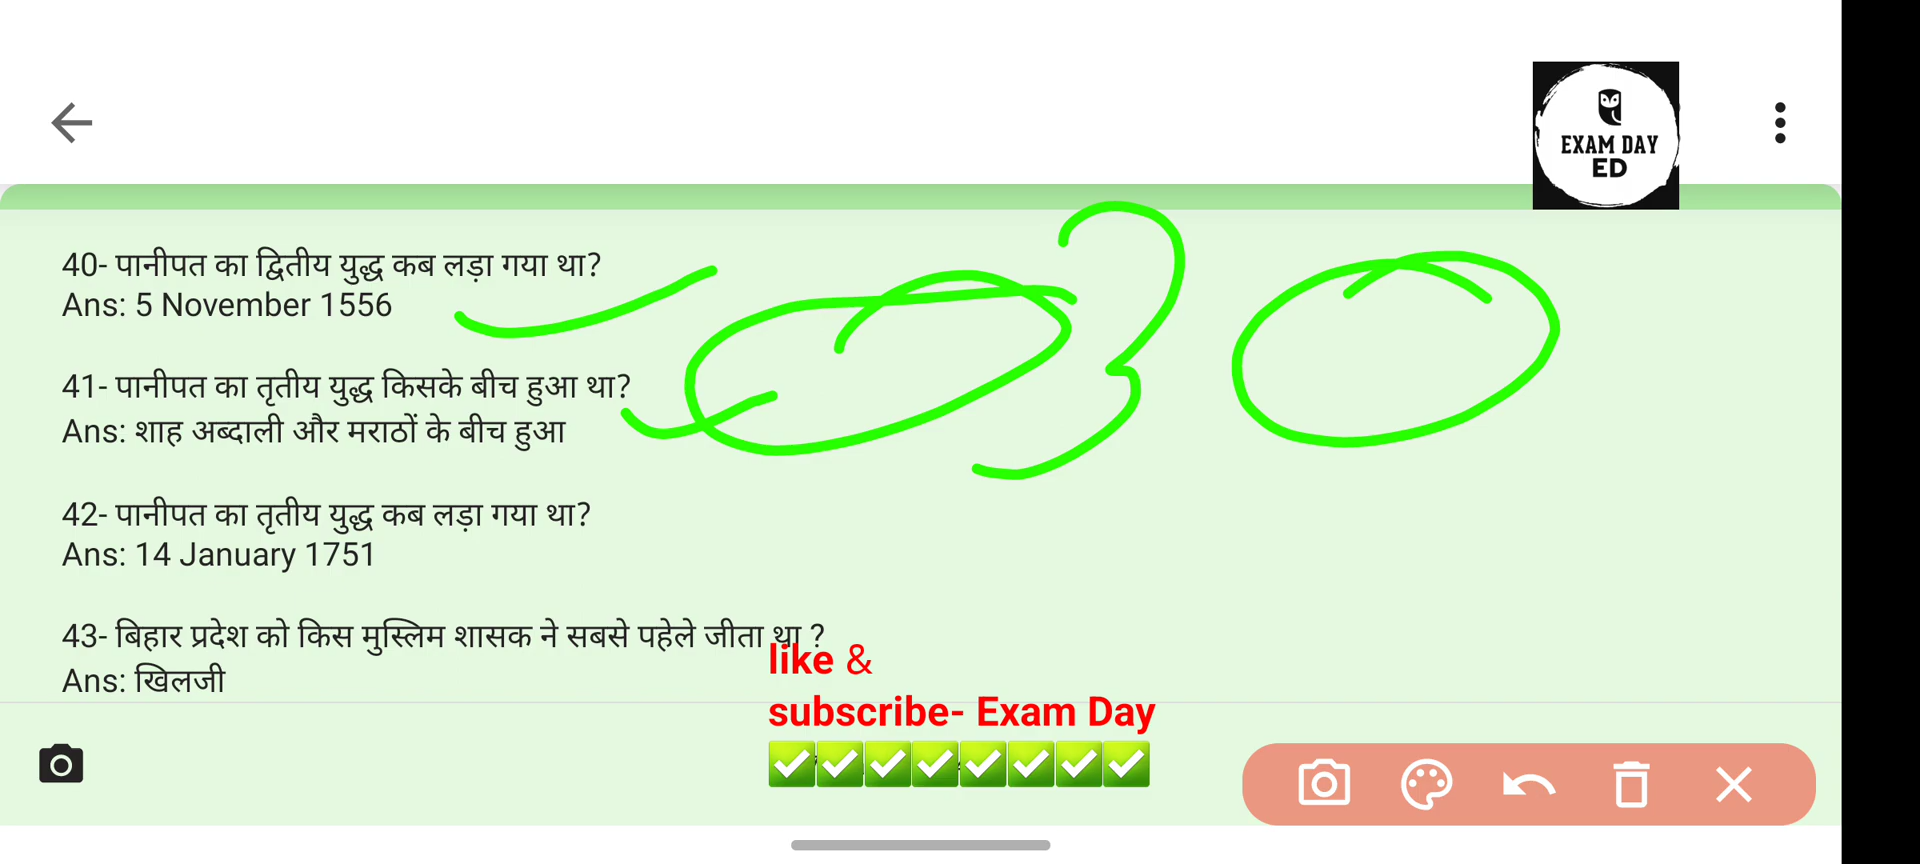 EXAM DAY
ED
40- पानीपत का द्वितीय युद्ध कब लड़ा गया था?
Ans: 5 November 1556
41- पानीपत का तृतीय युद्ध किसके बीच हुआ था?
Ans: शाह अब्दाली और मराठों के बीच हुआ
42- पानीपत का तृतीय युद्ध कब लड़ा गया था?
Ans: 14 January 1751
43- बिहार प्रदेश को किस मुस्लिम शासक ने सबसे पहेले जीता था ?
Ans: खिलजी
like &
subscribe- Exam Day